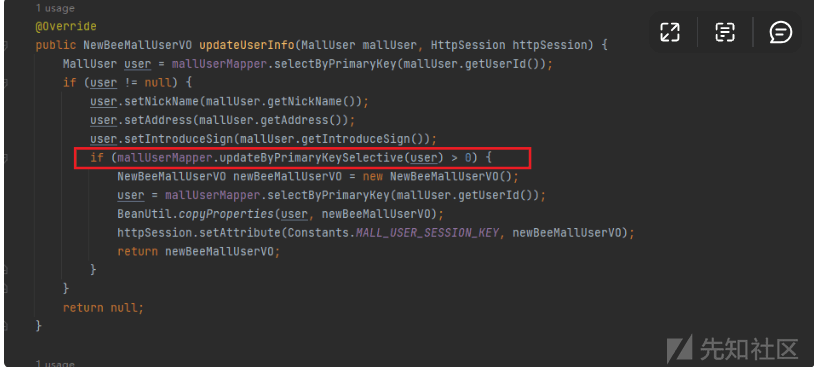 1 usage
@Override
public NewBeeMallUserVO updateUserInfo(MallUser mallUser, HttpSession httpSession) {
MallUser user = mallUserMapper.selectByPrimaryKey(mallUser.getUserId());
if (user != null) {
user.setNickName(mallUser.getNickName());
user.setAddress(mallUser.getAddress());
user.setIntroduceSign(mallUser.getIntroduceSign());
if (mallUserMapper.updateByPrimaryKeySelective(user) > 0) {
NewBeeMallUserVO newBeeMallUserVO = new NewBeeMallUserVO();
user = mallUserMapper.selectByPrimaryKey(mallUser.getUserId());
BeanUtil.copyProperties(user, newBeeMallUserVO);
httpSession.setAttribute(Constants.MALL_USER_SESSION_KEY, newBeeMallUserVO);
return newBeeMallUserVO;
}
}
return null;
}
先知社区
1 usage